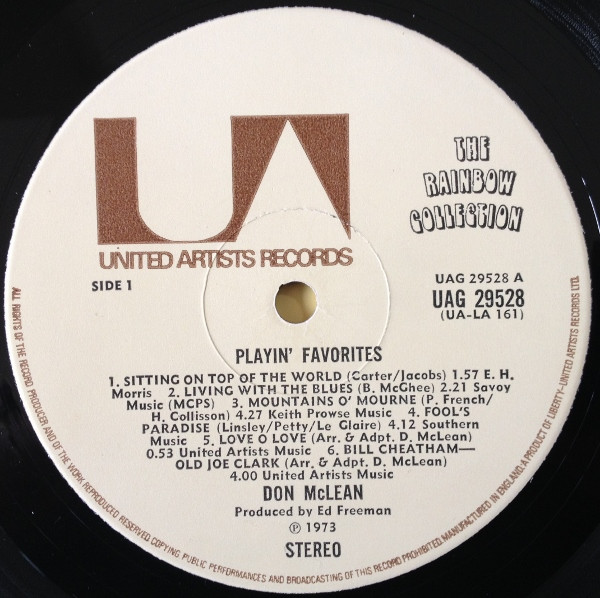 UA
UNITED ARTISTS RECORDS
THE
RAINBOW
COLLECTION
SIDE 1
UAG 29528 A
UAG 29528
(UA-LA 161)
PLAYIN' FAVORITES
1. SITTING ON TOP OF THE WORLD (Carter/Jacobs) 1.57 E. H.
Morris 2. LIVING WITH THE BLUES (B. McGhee) 2.21 Savoy
Music (MCPS) 3. MOUNTAINS O' MOURNE (P. French/
H. Collisson) 4.27 Keith Prowse Music 4. FOOL'S
PARADISE (Linsley/Petty/Le Glaire) 4.12 Southern
Music 5. LOVE O LOVE (Arr. & Adpt. D. McLean)
0.53 United Artists Music 6. BILL CHEATHAM—
OLD JOE CLARK (Arr. & Adpt. D. McLean)
4.00 United Artists Music
DON McLEAN
Produced by Ed Freeman
℗ 1973
STEREO
ALL RIGHTS OF THE RECORD PRODUCER AND OF THE OWNER OF THE WORK REPRODUCED RESERVED. COPYING PUBLIC PERFORMANCES AND BROADCASTING OF THIS RECORD PROHIBITED. MANUFACTURED IN ENGLAND. A PRODUCT OF LIBERTY–UNITED ARTISTS RECORDS LTD.